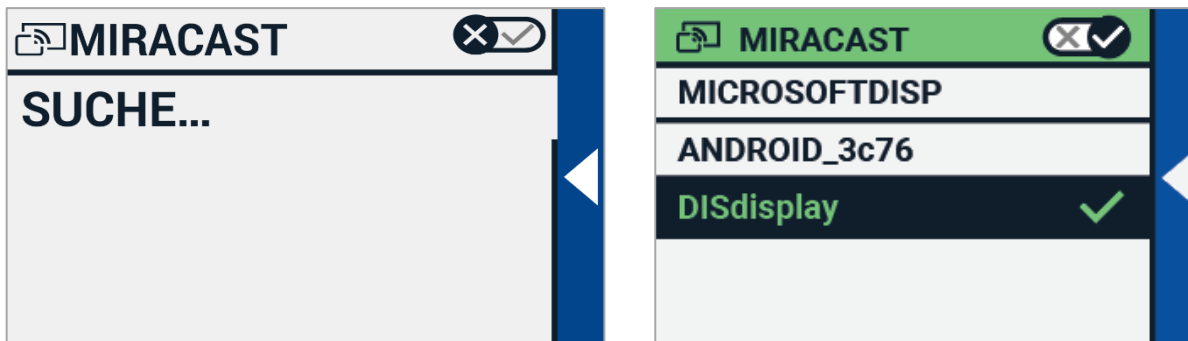 MIRACAST
SUCHE...
MIRACAST
MICROSOFTDISP
ANDROID_3c76
DISdisplay